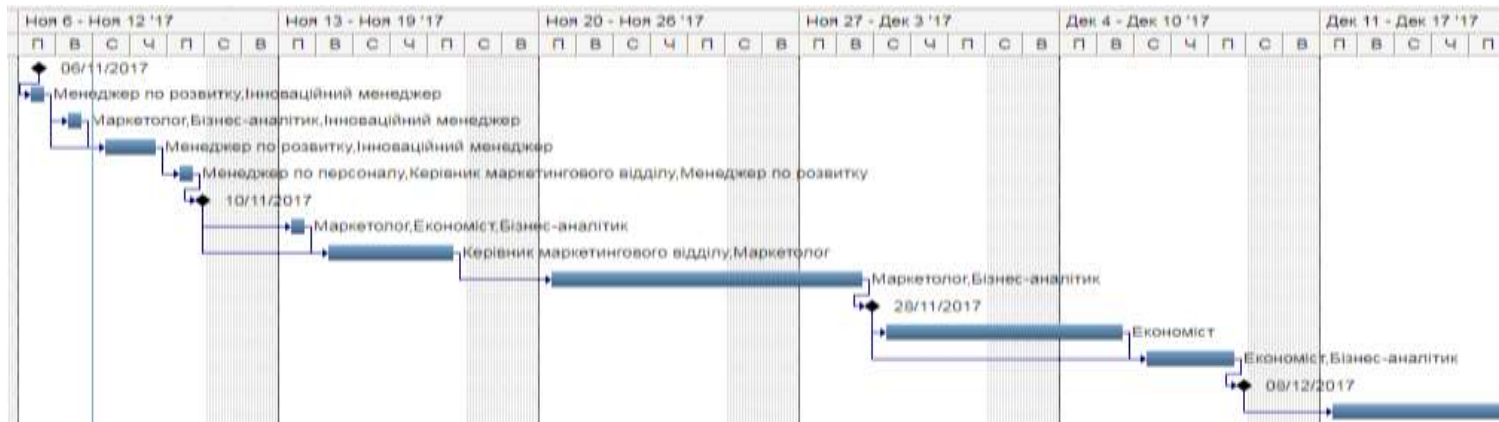 Ноя 6 - Ноя 12 '17 Ноя 13 - Ноя 19 '17 Ноя 20 - Ноя 26 '17 Ноя 27 - Дек 3 '17 Дек 4 - Дек 10 '17 Дек 11 - Дек 17 '17
П В С Ч П С В П В С Ч П С В П В С Ч П С В П В С Ч П С В П В С Ч П С В П В С Ч П
06/11/2017
Менеджер по розвитку,Інноваційний менеджер
Маркетолог,Бізнес-аналітик,Інноваційний менеджер
Менеджер по розвитку,Інноваційний менеджер
Менеджер по персоналу,Керівник маркетингового відділу,Менеджер по розвитку
10/11/2017
Маркетолог,Економіст,Бізнес-аналітик
Керівник маркетингового відділу,Маркетолог
Маркетолог,Бізнес-аналітик
28/11/2017
Економіст
Економіст,Бізнес-аналітик
08/12/2017